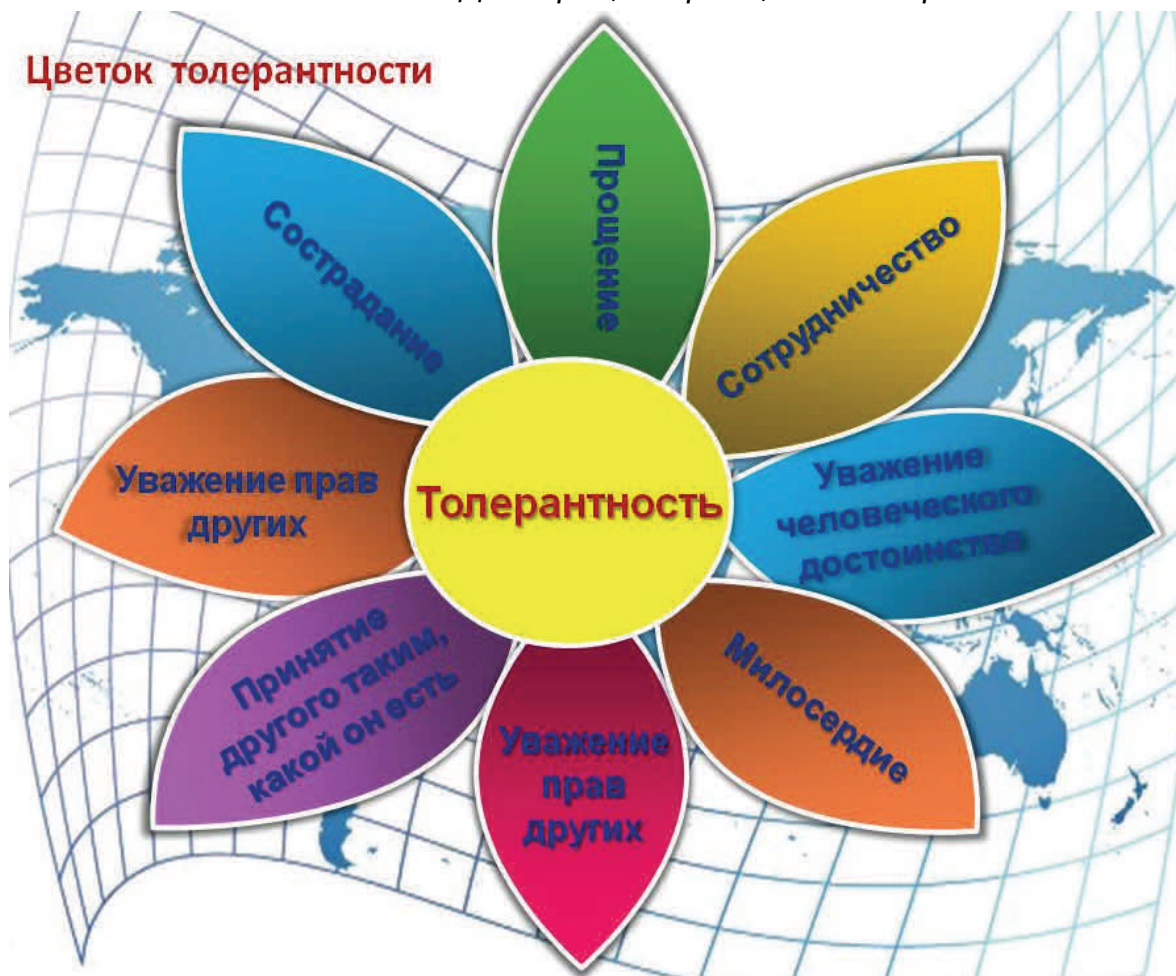 Цветок толерантности
Прощение
Сотрудничество
Уважение
человеческого
достоинства
Милосердие
Уважение
прав
других
Принятие
другого таким,
какой он есть
Уважение прав
других
Сострадание
Толерантность